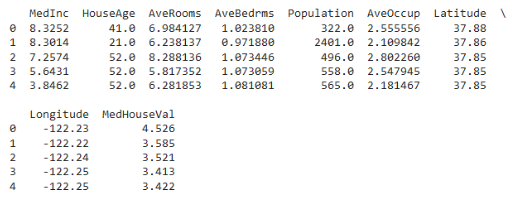 MedInc HouseAge AveRooms AveBedrms Population AveOccup Latitude \
0 8.3252 41.0 6.984127 1.023810 322.0 2.555556 37.88
1 8.3014 21.0 6.238137 0.971880 2401.0 2.109842 37.86
2 7.2574 52.0 8.288136 1.073446 496.0 2.802260 37.85
3 5.6431 52.0 5.817352 1.073059 558.0 2.547945 37.85
4 3.8462 52.0 6.281853 1.081081 565.0 2.181467 37.85
Longitude MedHouseVal
0 -122.23 4.526
1 -122.22 3.585
2 -122.24 3.521
3 -122.25 3.413
4 -122.25 3.422